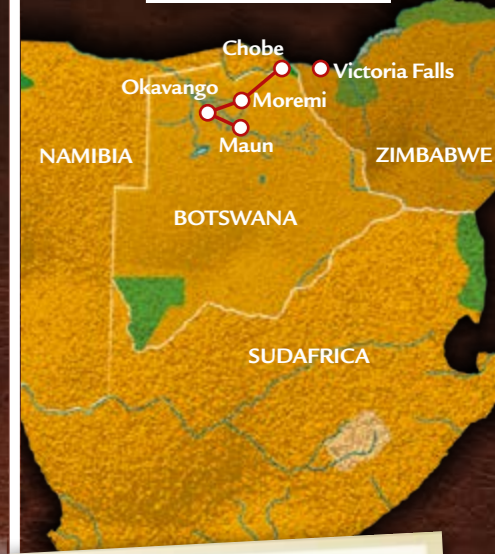 Chobe
Victoria Falls
Okavango
Moremi
Maun
NAMIBIA
ZIMBABWE
BOTSWANA
SUDAFRICA